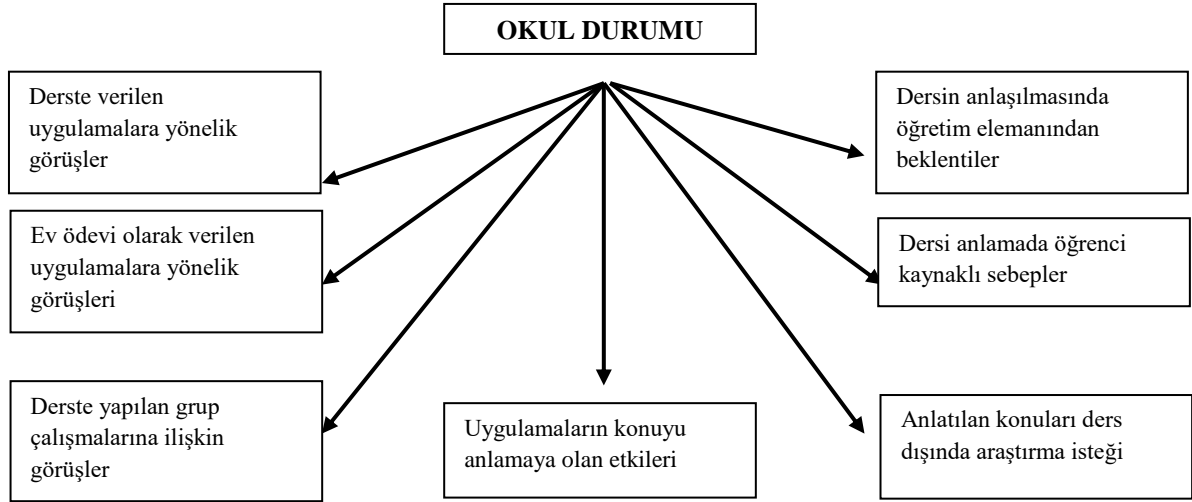 OKUL DURUMU
Derste verilen
uygulamalara yönelik
görüşler
Ev ödevi olarak verilen
uygulamalara yönelik
görüşleri
Derste yapılan grup
çalışmalarına ilişkin
görüşler
Uygulamaların konuyu
anlamaya olan etkileri
Dersin anlaşılmasında
öğretim elemanından
beklentiler
Dersi anlamada öğrenci
kaynaklı sebepler
Anlatılan konuları ders
dışında araştırma isteği